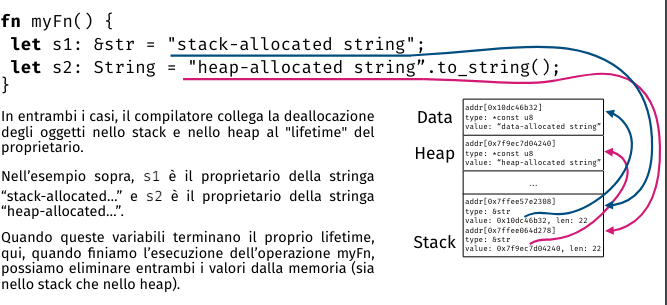 fn myFn() {
let s1: &str = "stack-allocated string";
let s2: String = "heap-allocated string”.to_string();
}
In entrambi i casi, il compilatore collega la deallocazione
degli oggetti nello stack e nello heap al "lifetime" del
proprietario.
Nell’esempio sopra, s1 è il proprietario della stringa
“stack-allocated…” e s2 è il proprietario della stringa
“heap-allocated…”.
Quando queste variabili terminano il proprio lifetime,
qui, quando finiamo l’esecuzione dell’operazione myFn,
possiamo eliminare entrambi i valori dalla memoria (sia
nello stack che nello heap).
Data
addr[0x10dc46b32]
type: *const u8
value: “data-allocated string”
Heap
addr[0x7f9ec7d04240]
type: *const u8
value: “heap-allocated string”
...
Stack
addr[0x7ffee57e2308]
type: &str
value: 0x10dc46b32, len: 22
addr[0x7ffee064d278]
type: &str
value: 0x7f9ec7d04240, len: 22